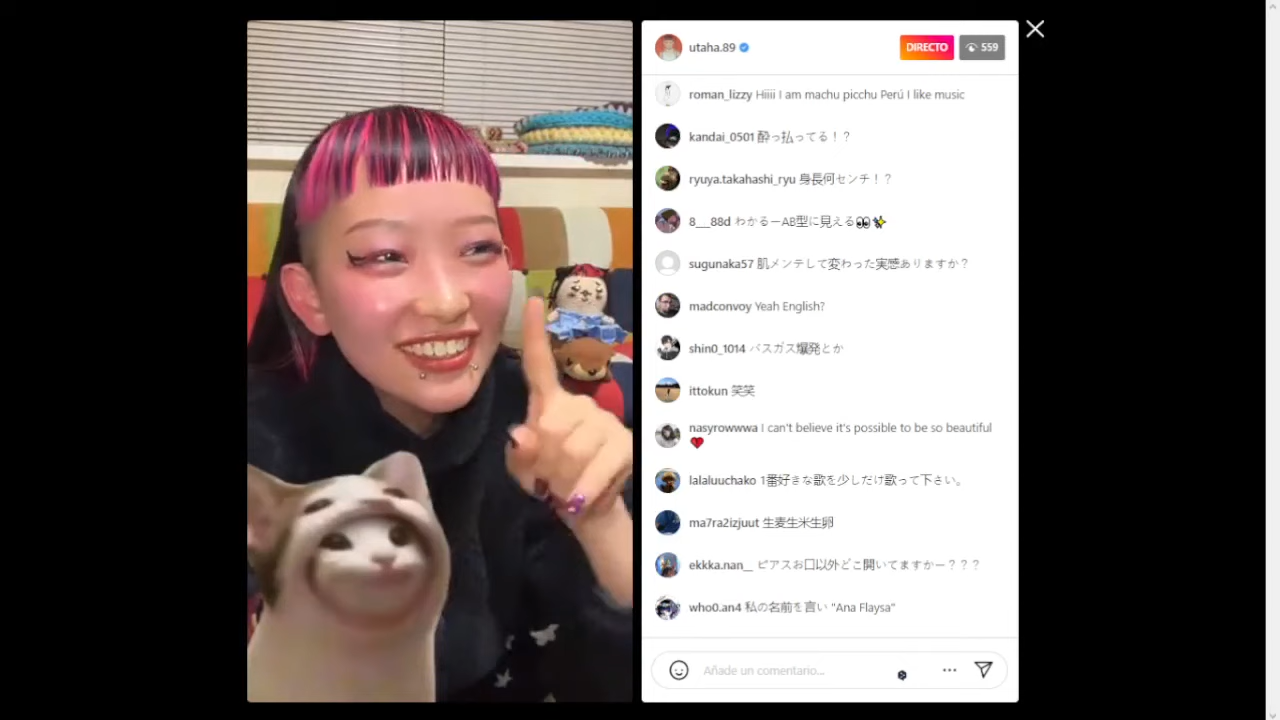 utaha.89
DIRECTO
559
roman_lizzy Hiiii I am machu picchu Perú I like music
kandai_0501 酔っ払ってる！？
ryuya.takahashi_ryu 身長何センチ！？
8___88d わかるーAB型に見える👀✨
sugunaka57 肌メンテして変わった実感ありますか？
madconvoy Yeah English?
shin0_1014 バスガス爆発とか
ittokun 笑笑
nasyrowwwa I can't believe it's possible to be so beautiful
❤️
lalaluuchako 1番好きな歌を少しだけ歌って下さい。
ma7ra2izjuut 生麦生米生卵
ekkka.nan__ ピアスお口以外どこ開いてますかー？？？
who0.an4 私の名前を言い "Ana Flaysa"
Añade un comentario...